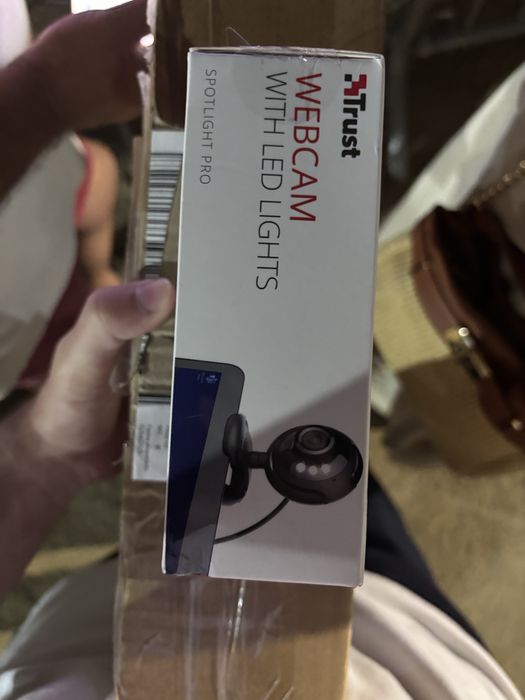 Trust
WEBCAM
WITH LED LIGHTS
SPOTLIGHT PRO